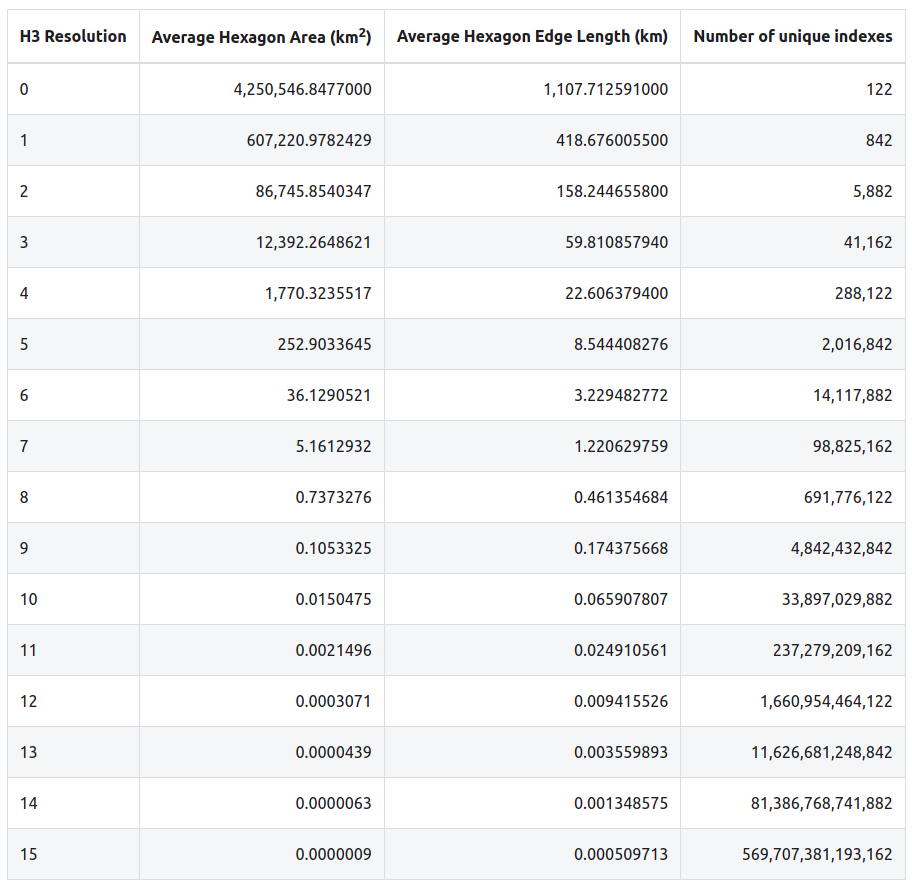 H3 Resolution Average Hexagon Area (km²) Average Hexagon Edge Length (km) Number of unique indexes
0 4,250,546.8477000 1,107.712591000 122
1 607,220.9782429 418.676005500 842
2 86,745.8540347 158.244655800 5,882
3 12,392.2648621 59.810857940 41,162
4 1,770.3235517 22.606379400 288,122
5 252.9033645 8.544408276 2,016,842
6 36.1290521 3.229482772 14,117,882
7 5.1612932 1.220629759 98,825,162
8 0.7373276 0.461354684 691,776,122
9 0.1053325 0.174375668 4,842,432,842
10 0.0150475 0.065907807 33,897,029,882
11 0.0021496 0.024910561 237,279,209,162
12 0.0003071 0.009415526 1,660,954,464,122
13 0.0000439 0.003559893 11,626,681,248,842
14 0.0000063 0.001348575 81,386,768,741,882
15 0.0000009 0.000509713 569,707,381,193,162